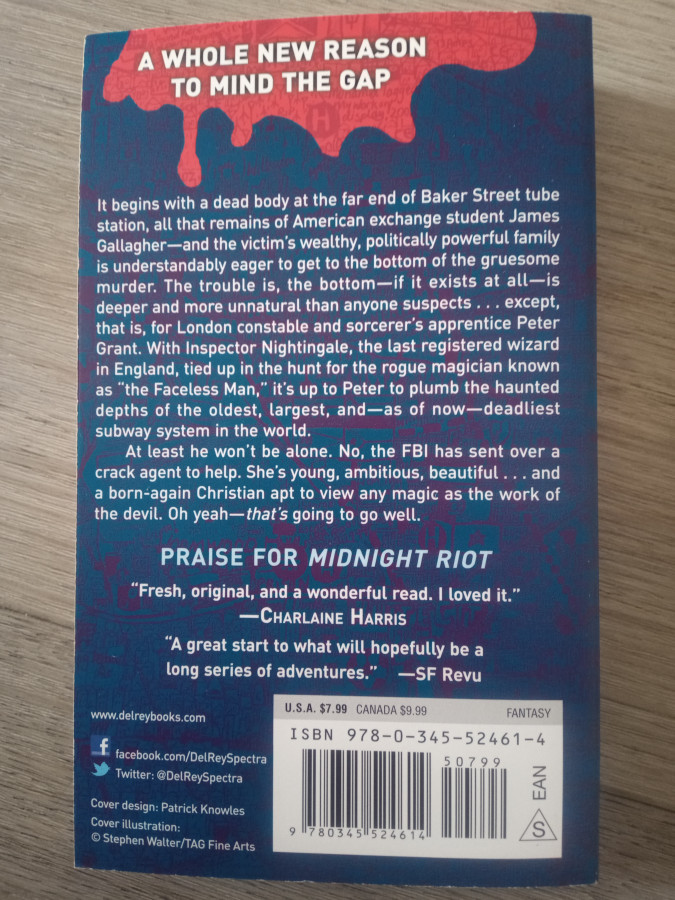 A WHOLE NEW REASON
TO MIND THE GAP
It begins with a dead body at the far end of Baker Street tube
station, all that remains of American exchange student James
Gallagher—and the victim's wealthy, politically powerful family
is understandably eager to get to the bottom of the gruesome
murder. The trouble is, the bottom—if it exists at all—is
deeper and more unnatural than anyone suspects . . . except,
that is, for London constable and sorcerer's apprentice Peter
Grant. With Inspector Nightingale, the last registered wizard
in England, tied up in the hunt for the rogue magician known
as "the Faceless Man," it's up to Peter to plumb the haunted
depths of the oldest, largest, and—as of now—deadliest
subway system in the world.
At least he won't be alone. No, the FBI has sent over a
crack agent to help. She's young, ambitious, beautiful . . . and
a born-again Christian apt to view any magic as the work of
the devil. Oh yeah—that's going to go well.
PRAISE FOR MIDNIGHT RIOT
"Fresh, original, and a wonderful read. I loved it."
—CHARLAINE HARRIS
"A great start to what will hopefully be a
long series of adventures." —SF Revu
www.delreybooks.com
facebook.com/DelReySpectra
Twitter: @DelReySpectra
Cover design: Patrick Knowles
Cover illustration:
© Stephen Walter/TAG Fine Arts
U.S.A. $7.99 CANADA $9.99 FANTASY
ISBN 978-0-345-52461-4
50799
9 780345 524614
S EAN